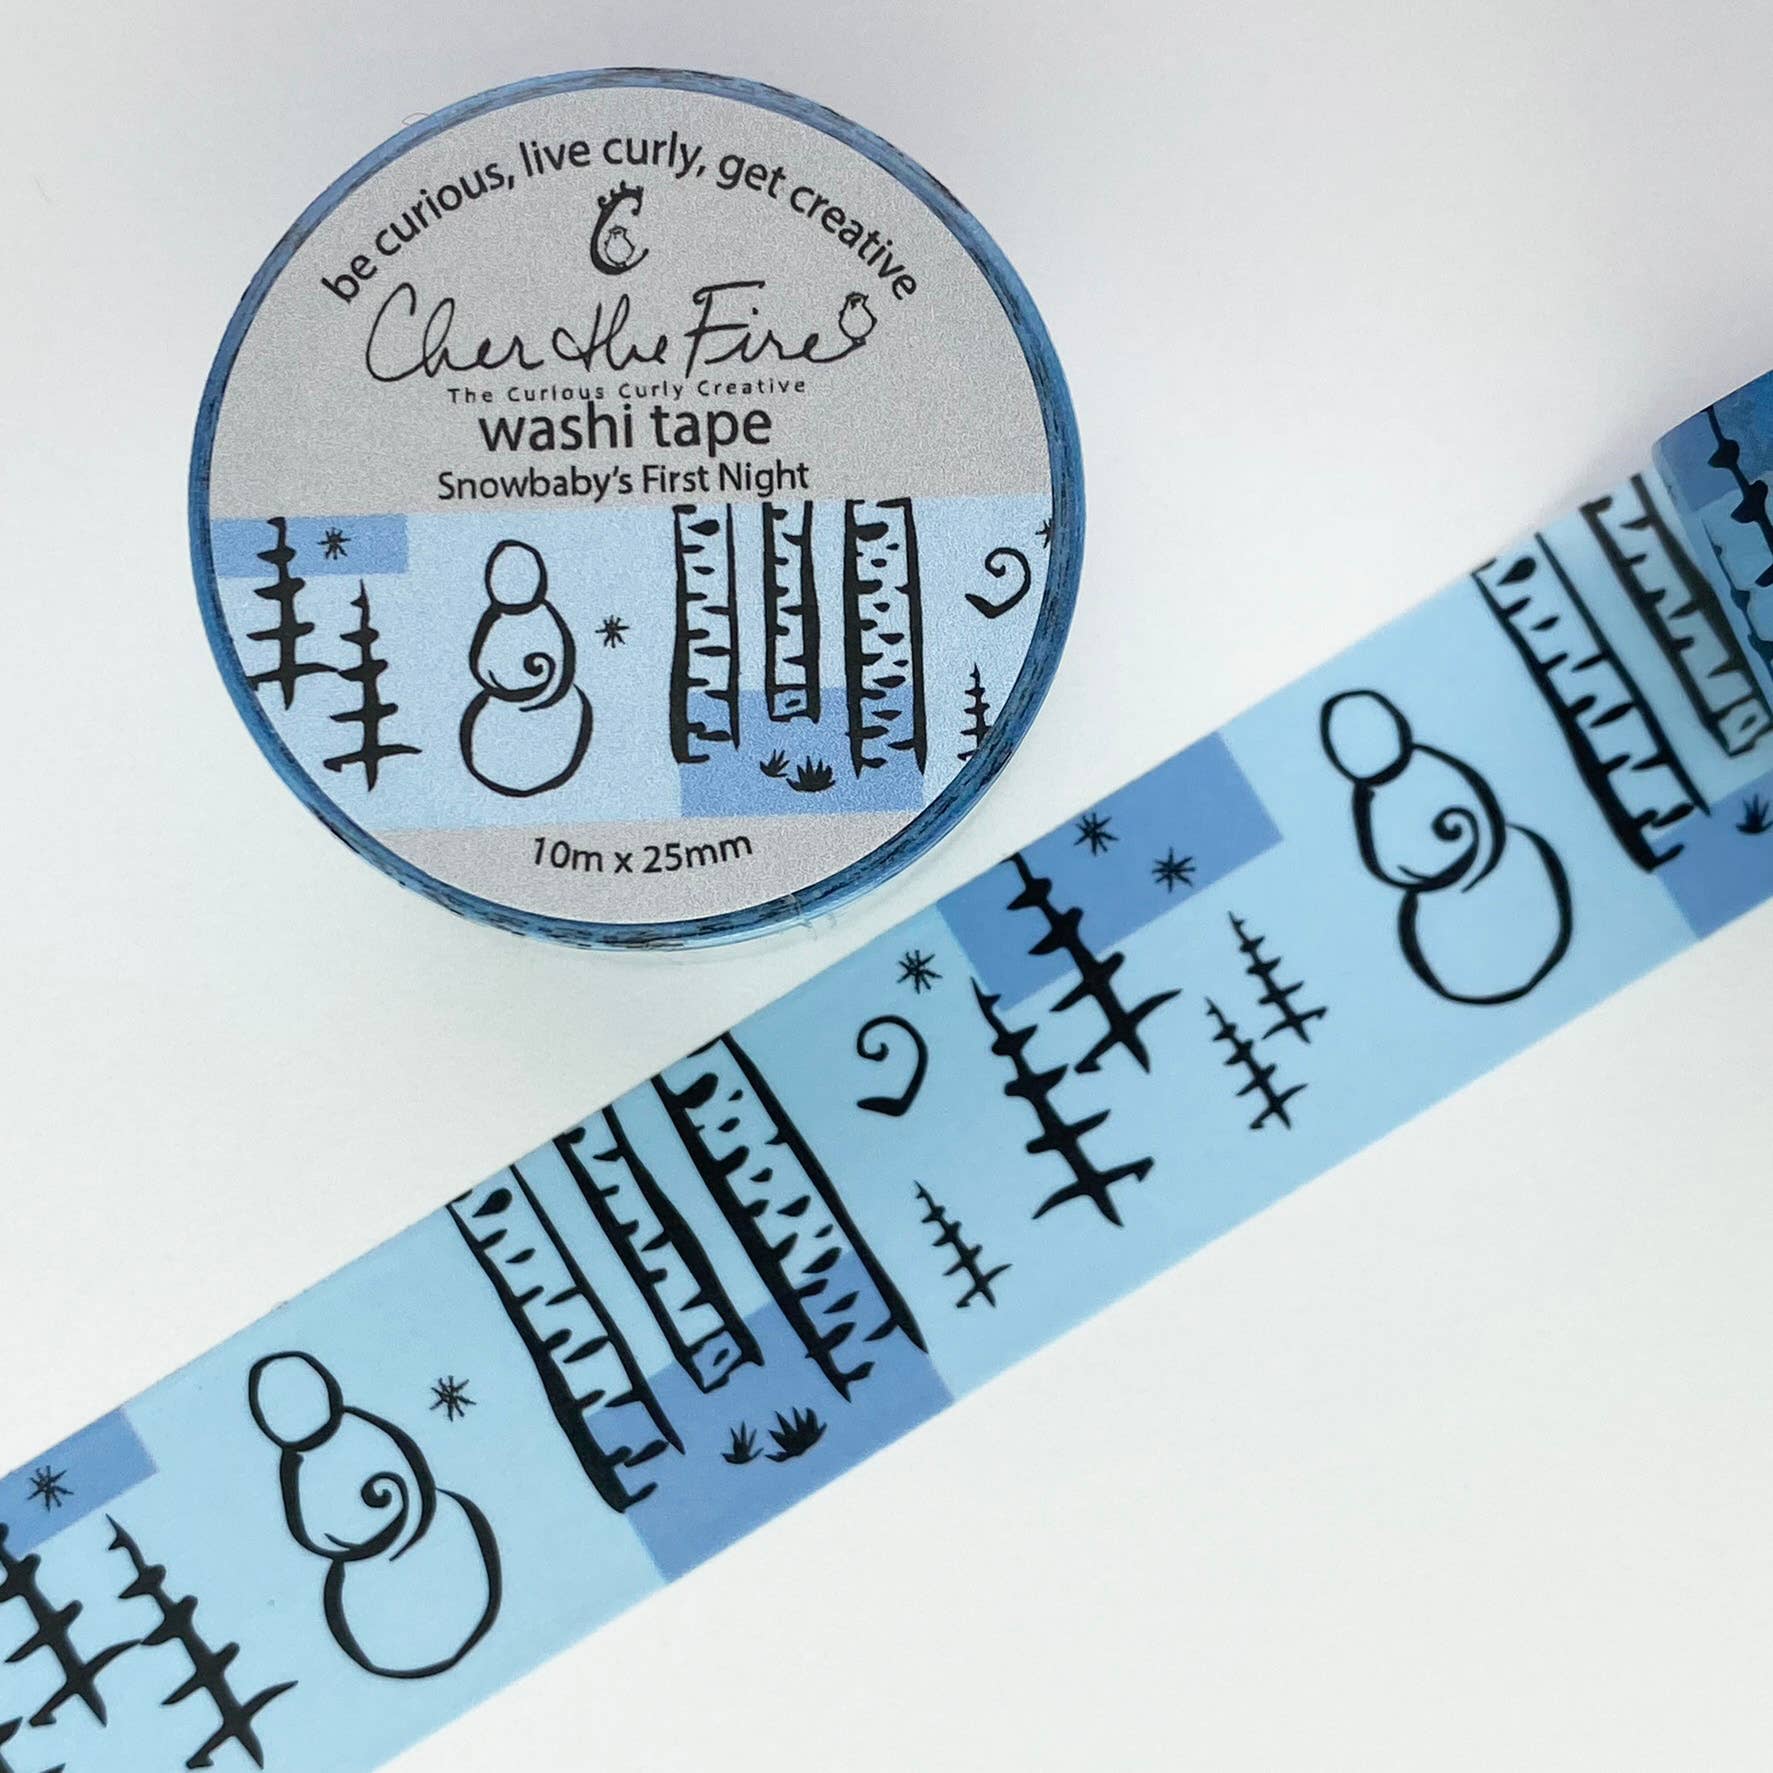 be curious, live curly, get creative
C
Cher the Fire
The Curious Curly Creative
washi tape
Snowbaby's First Night
10m x 25mm